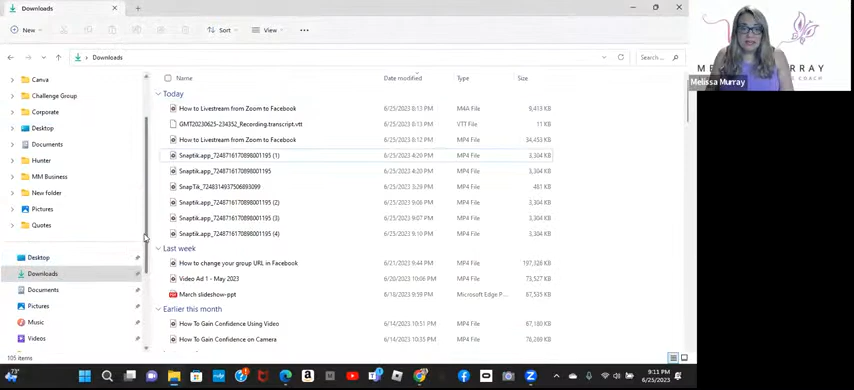 Downloads
New
Sort
View
Downloads
Search...
Name
Date modified
Type
Size
Canva
Challenge Group
Corporate
Desktop
Documents
Hunter
MM Business
New folder
Pictures
Quotes
Desktop
Downloads
Documents
Pictures
Music
Videos
105 items
Today
How to Livestream from Zoom to Facebook 6/25/2023 8:13 PM M4A File 9,413 KB
GMT20230625-234352_Recording.transcript.vtt 6/25/2023 8:13 PM VTT File 11 KB
How to Livestream from Zoom to Facebook 6/25/2023 8:12 PM MP4 File 34,453 KB
Snaptik.app_7248716170898001195 (1) 6/25/2023 4:20 PM MP4 File 3,304 KB
Snaptik.app_7248716170898001195 6/25/2023 4:20 PM MP4 File 3,304 KB
SnapTik_7248314937506893099 6/25/2023 3:29 PM MP4 File 481 KB
Snaptik.app_7248716170898001195 (2) 6/25/2023 9:06 PM MP4 File 3,304 KB
Snaptik.app_7248716170898001195 (3) 6/25/2023 9:07 PM MP4 File 3,304 KB
Snaptik.app_7248716170898001195 (4) 6/25/2023 9:10 PM MP4 File 3,304 KB
Last week
How to change your group URL in Facebook 6/21/2023 9:44 PM MP4 File 197,326 KB
Video Ad 1 - May 2023 6/20/2023 10:06 PM MP4 File 73,527 KB
March slideshow-ppt 6/18/2023 9:59 PM Microsoft Edge P... 67,535 KB
Earlier this month
How To Gain Confidence Using Video 6/14/2023 10:51 PM MP4 File 67,180 KB
How To Gain Confidence on Camera 6/14/2023 10:35 PM MP4 File 76,269 KB
Melissa Murray
COACH
73°
9:11 PM
6/25/2023